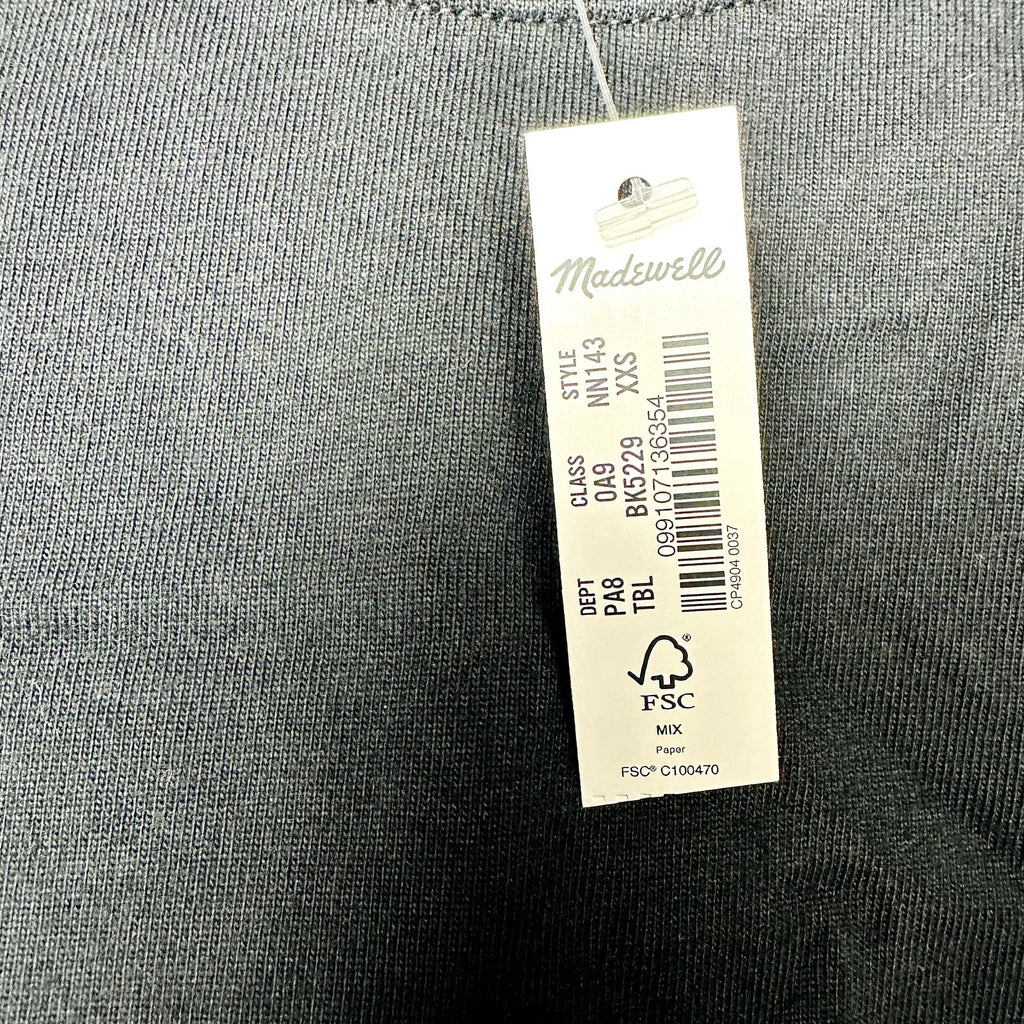 Madewell
DEPT CLASS STYLE
PA8 0A9 NN143
TBL BK5229 XXS
099107136354
CP4904 0037
FSC®
MIX
Paper
FSC® C100470